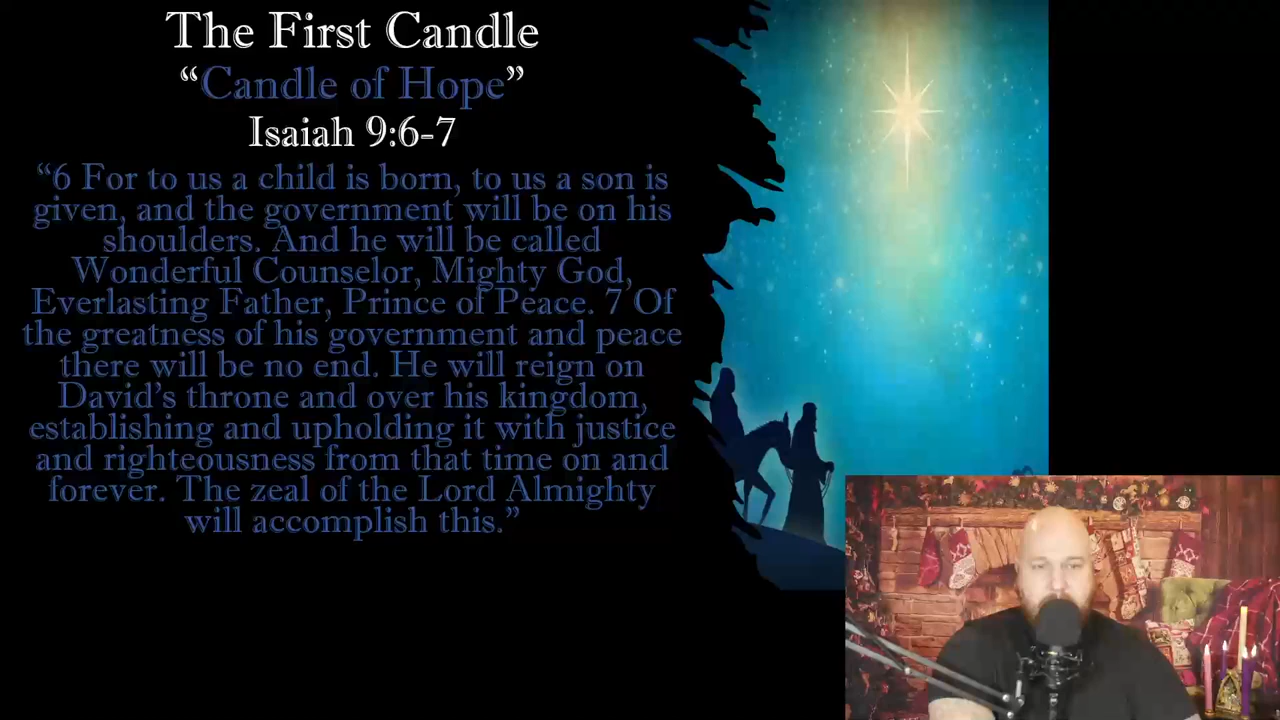 The First Candle
“Candle of Hope”
Isaiah 9:6-7
“6 For to us a child is born, to us a son is
given, and the government will be on his
shoulders. And he will be called
Wonderful Counselor, Mighty God,
Everlasting Father, Prince of Peace. 7 Of
the greatness of his government and peace
there will be no end. He will reign on
David’s throne and over his kingdom,
establishing and upholding it with justice
and righteousness from that time on and
forever. The zeal of the Lord Almighty
will accomplish this.”